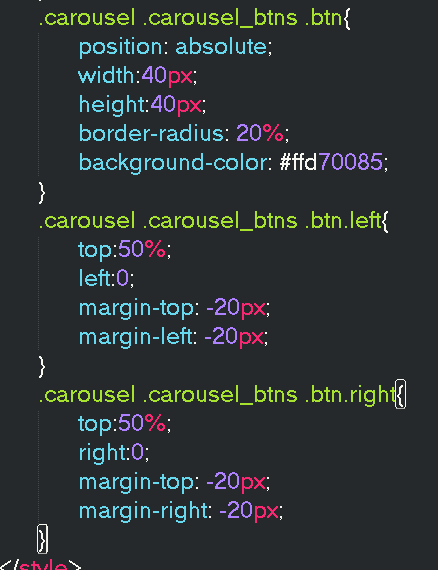 .carousel .carousel_btns .btn{
position: absolute;
width:40px;
height:40px;
border-radius: 20%;
background-color: #ffd70085;
}
.carousel .carousel_btns .btn.left{
top:50%;
left:0;
margin-top: -20px;
margin-left: -20px;
}
.carousel .carousel_btns .btn.right{
top:50%;
right:0;
margin-top: -20px;
margin-right: -20px;
}
</style>